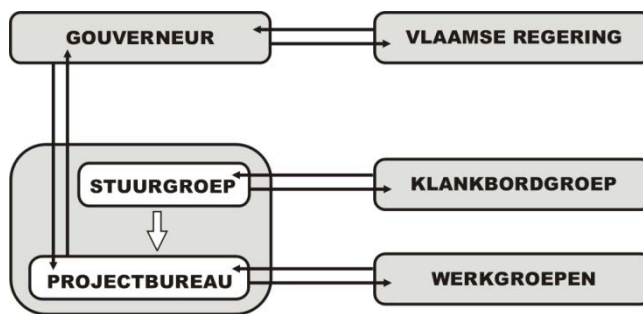 GOUVERNEUR
VLAAMSE REGERING
STUURGROEP
KLANKBORDGROEP
PROJECTBUREAU
WERKGROEPEN